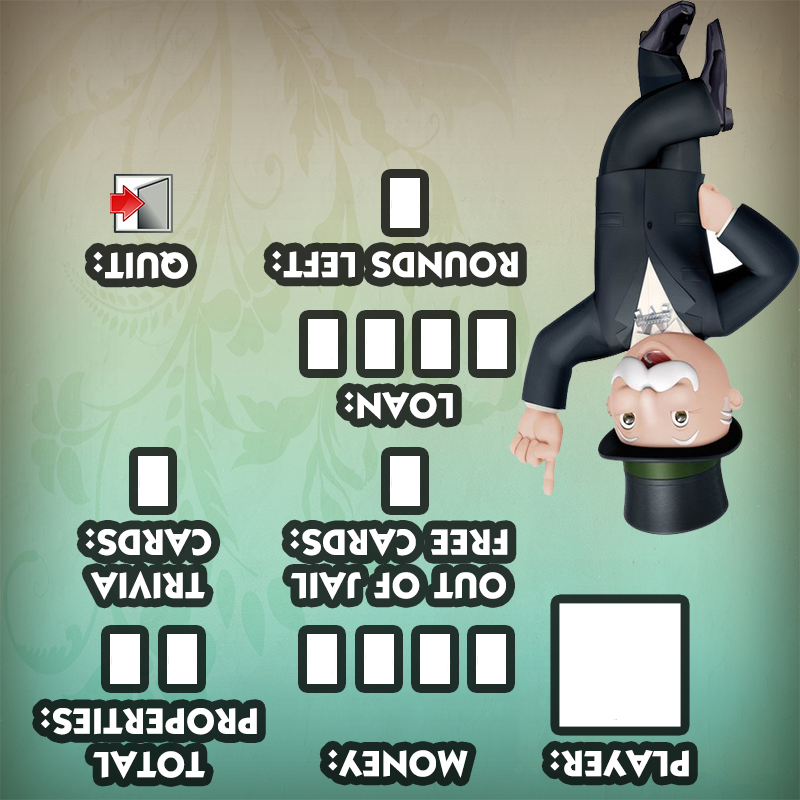 PLAYER:
MONEY:
TOTAL
PROPERTIES:
OUT OF JAIL
FREE CARDS:
TRIVIA
CARDS:
LOAN:
ROUNDS LEFT:
QUIT: